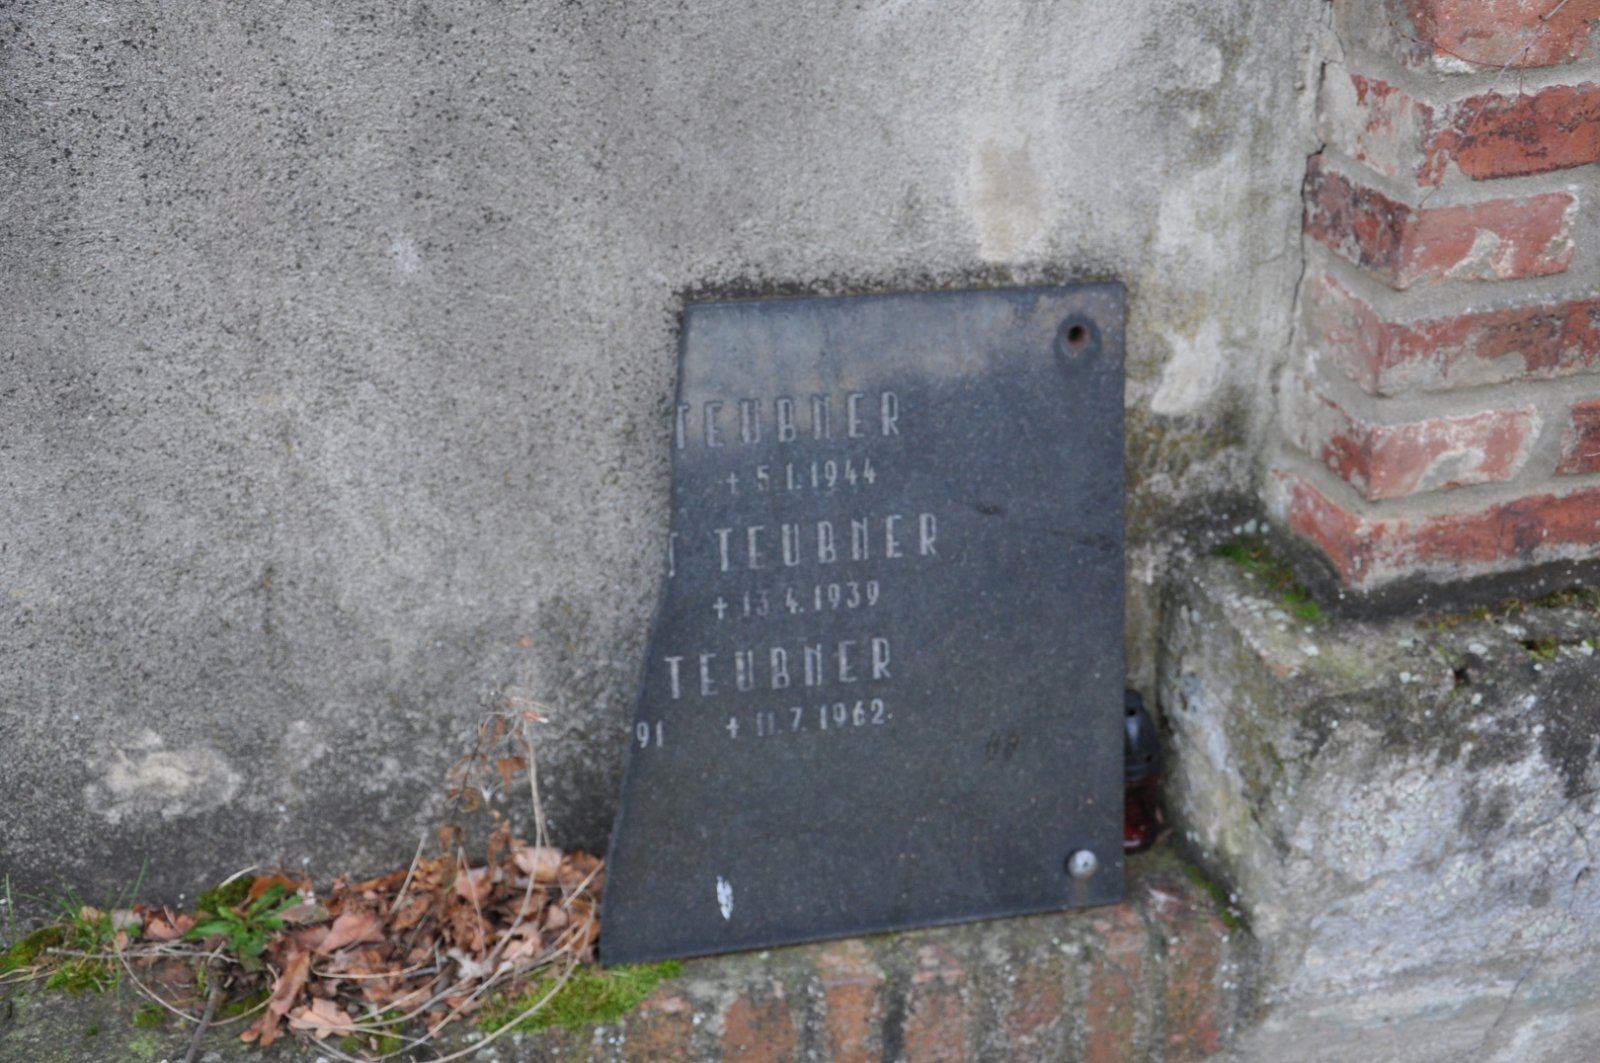 TEUBNER
+ 5.1.1944
T TEUBNER
+ 13.4.1939
TEUBNER
91 + 11.7.1962